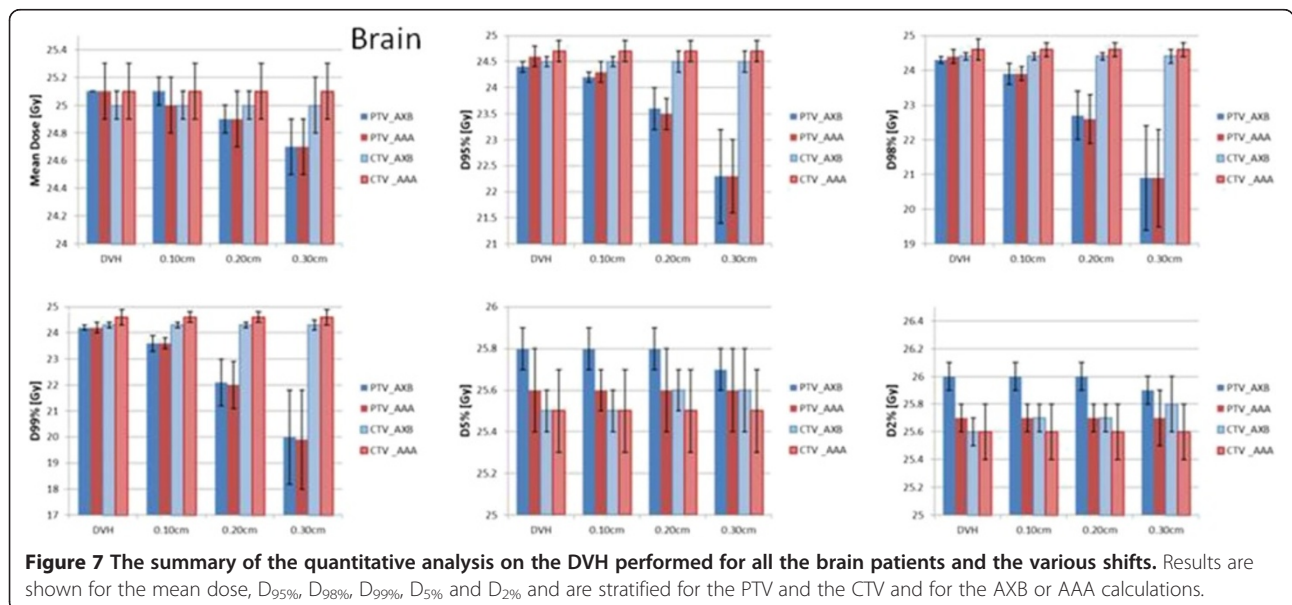 Brain
Mean Dose [Gy]
25.4
25.2
25
24.8
24.6
24.4
24.2
24
DVH 0.10cm 0.20cm 0.30cm
PTV_AXB
PTV_AAA
CTV_AXB
CTV _AAA
D95% [Gy]
25
24.5
24
23.5
23
22.5
22
21.5
21
DVH 0.10cm 0.20cm 0.30cm
PTV_AXB
PTV_AAA
CTV_AXB
CTV _AAA
D98% [Gy]
25
24
23
22
21
20
19
DVH 0.10cm 0.20cm 0.30cm
PTV_AXB
PTV_AAA
CTV_AXB
CTV _AAA
D99% [Gy]
25
24
23
22
21
20
19
18
17
DVH 0.10cm 0.20cm 0.30cm
PTV_AXB
PTV_AAA
CTV_AXB
CTV _AAA
D5% [Gy]
26
25.8
25.6
25.4
25.2
25
DVH 0.10cm 0.20cm 0.30cm
PTV_AXB
PTV_AAA
CTV_AXB
CTV _AAA
D2% [Gy]
26.4
26.2
26
25.8
25.6
25.4
25.2
25
DVH 0.10cm 0.20cm 0.30cm
PTV_AXB
PTV_AAA
CTV_AXB
CTV _AAA
Figure 7 The summary of the quantitative analysis on the DVH performed for all the brain patients and the various shifts. Results are
shown for the mean dose, D95%, D98%, D99%, D5% and D2% and are stratified for the PTV and the CTV and for the AXB or AAA calculations.